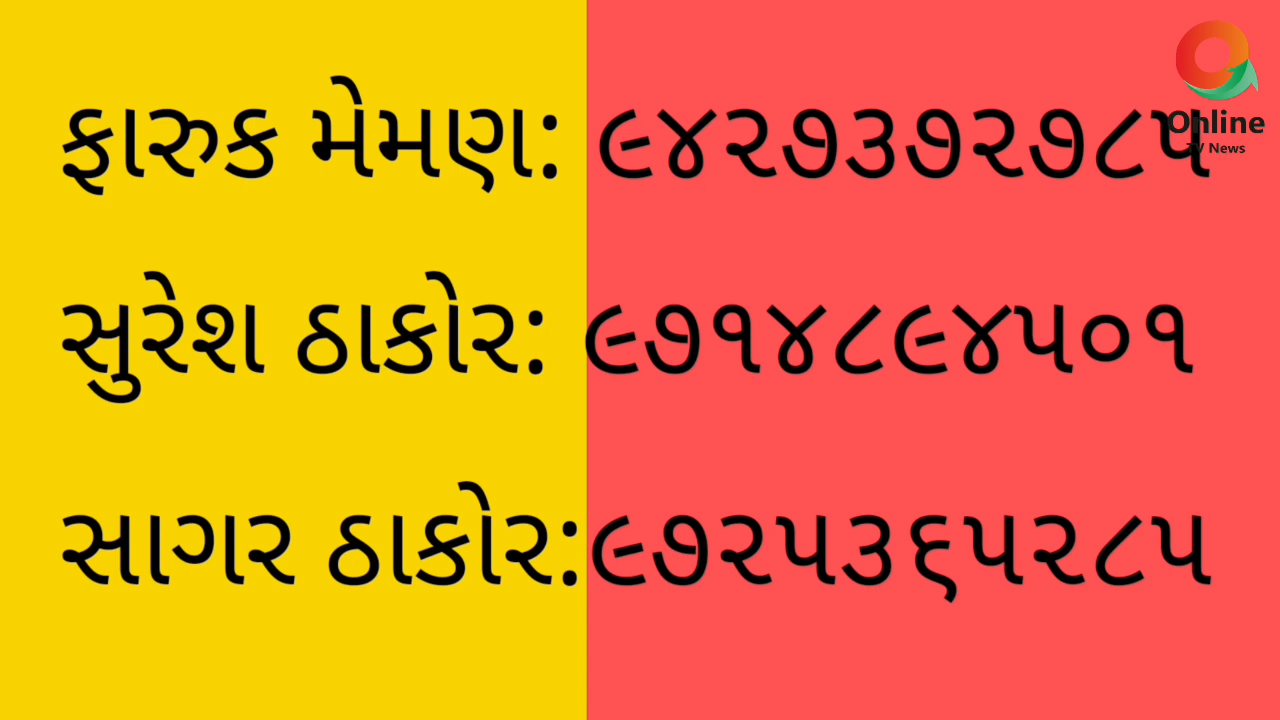 ફારુક મેમણ: ૯૪૨૭૩૭૨૭૮૫
સુરેશ ઠાકોર: ૯૭૧૪૮૯૪૫૦૧
સાગર ઠાકોર:૯૭૨૫૩૬૫૨૮૫
Online
TV News